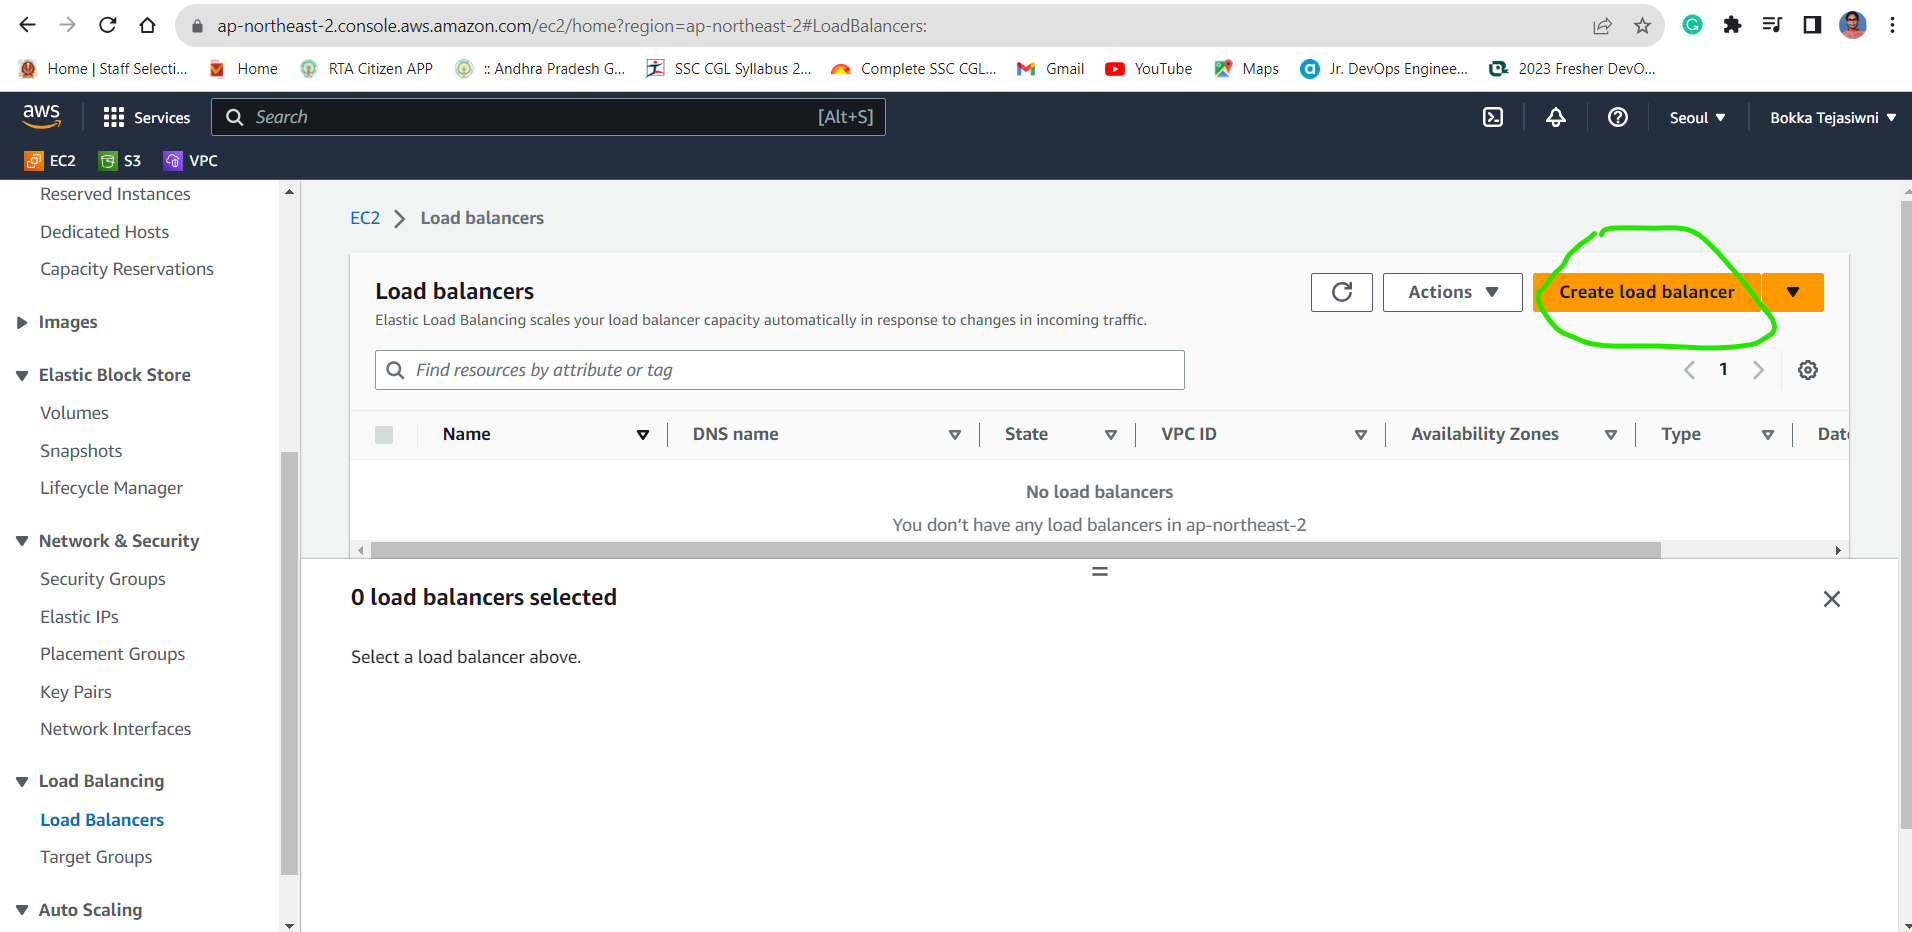 ap-northeast-2.console.aws.amazon.com/ec2/home?region=ap-northeast-2#LoadBalancers:
Home | Staff Selecti... Home RTA Citizen APP :: Andhra Pradesh G... SSC CGL Syllabus 2... Complete SSC CGL... Gmail YouTube Maps Jr. DevOps Enginee... 2023 Fresher DevO...
aws Services Search [Alt+S] Seoul Bokka Tejasiwni
EC2 S3 VPC
Reserved Instances
Dedicated Hosts
Capacity Reservations
Images
Elastic Block Store
Volumes
Snapshots
Lifecycle Manager
Network & Security
Security Groups
Elastic IPs
Placement Groups
Key Pairs
Network Interfaces
Load Balancing
Load Balancers
Target Groups
Auto Scaling
EC2 Load balancers
Load balancers Actions Create load balancer
Elastic Load Balancing scales your load balancer capacity automatically in response to changes in incoming traffic.
Find resources by attribute or tag 1
Name DNS name State VPC ID Availability Zones Type Dat
No load balancers
You don't have any load balancers in ap-northeast-2
0 load balancers selected
Select a load balancer above.